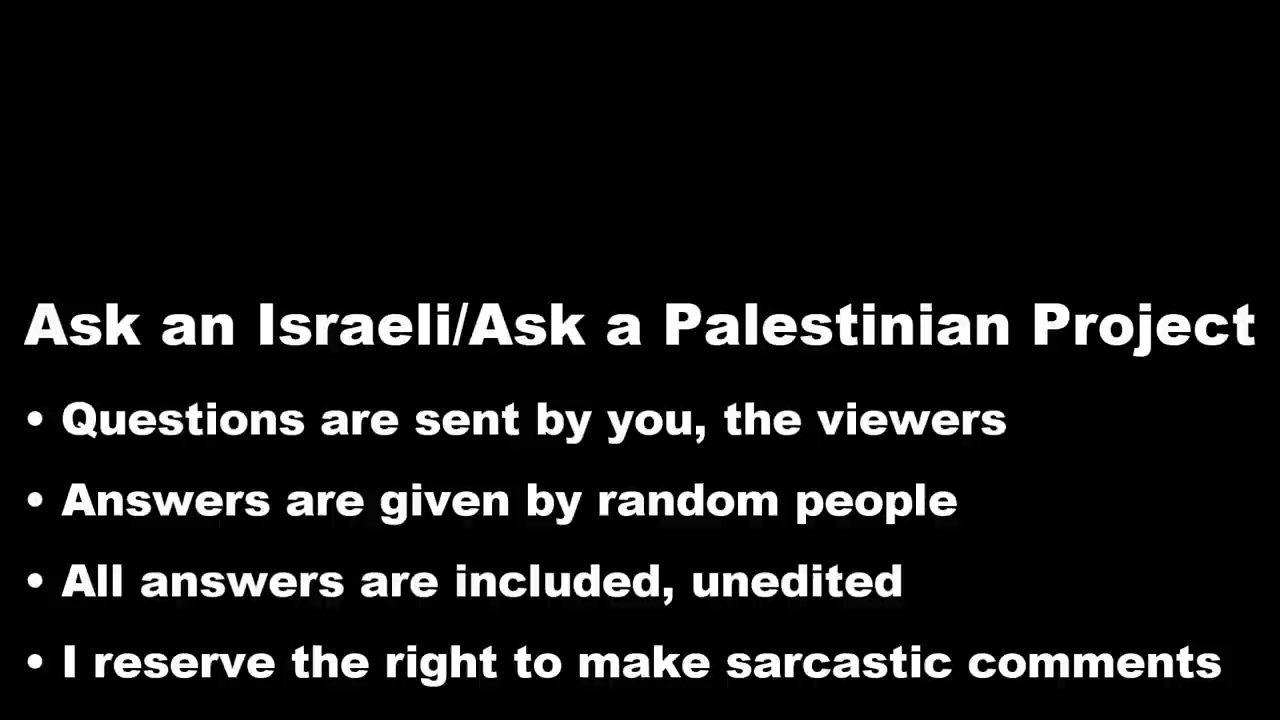 Ask an Israeli/Ask a Palestinian Project
• Questions are sent by you, the viewers
• Answers are given by random people
• All answers are included, unedited
• I reserve the right to make sarcastic comments